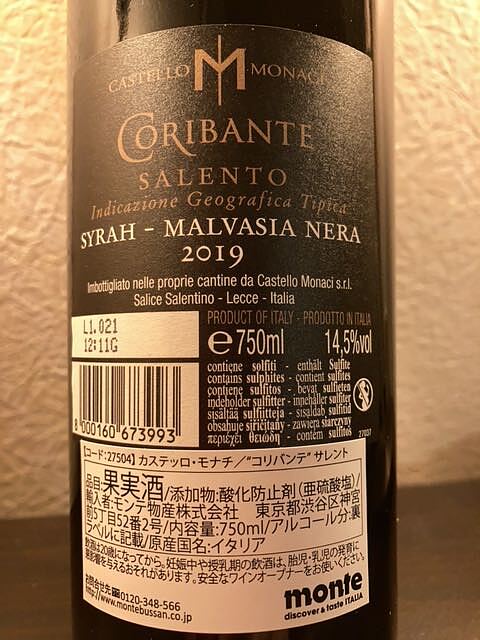 CASTELLO M MONACI
CORIBANTE
SALENTO
Indicazione Geografica Tipica
SYRAH - MALVASIA NERA
2019
Imbottigliato nelle proprie cantine da Castello Monaci s.r.l.
Salice Salentino - Lecce - Italia
PRODUCT OF ITALY - PRODOTTO IN ITALIA
L1.021
12:11G
℮ 750ml 14,5%vol
contiene solfiti - enthält Sulfite
contains sulphites - contient sulfites
contiene sulfitos - bevat sulfieten
indeholder sulfitter - innehåller sulfiter
sisältää sulfiitteja - sisaldab sulfitid
obsahuje siřičitany - zawiera siarczyny
περιέχει θειώδη - contém sulfitos
27037
8 000160 673993
【コード:27504】カステッロ・モナチ/"コリバンテ" サレント
品目:果実酒/添加物:酸化防止剤(亜硫酸塩)/
輸入者:モンテ物産株式会社 東京都渋谷区神宮
前5丁目52番2号/内容量:750ml/アルコール分:裏
ラベルに記載/原産国名:イタリア
飲酒は20歳になってから。妊娠中や授乳期の飲酒は、胎児・乳児の発育に
悪影響を与えるおそれがあります。安全なワインオープナーをお使いください。
お問合せ先 0120-348-566
http://www.montebussan.co.jp
monte
discover & taste ITALIA